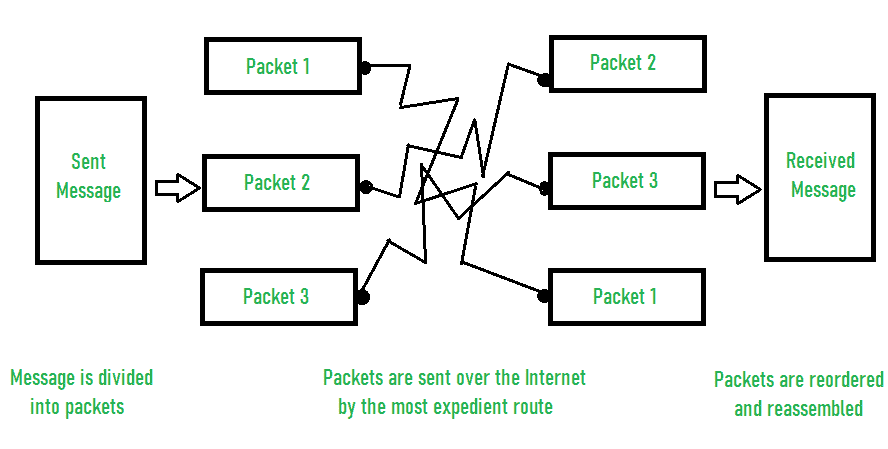 Sent
Message
Packet 1
Packet 2
Packet 3
Packet 2
Packet 3
Packet 1
Received
Message
Message is divided
into packets
Packets are sent over the Internet
by the most expedient route
Packets are reordered
and reassembled